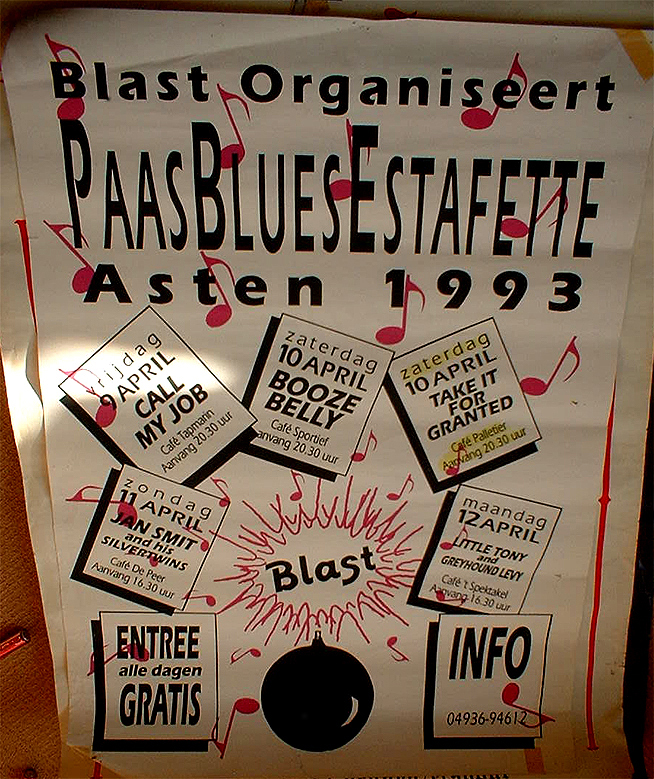 Blast Organiseert
PAASBLUESESTAFETTE
Asten 1993
vrijdag
9 APRIL
CALL
MY JOB
Café Tapmarin
Aanvang 20.30 uur
zaterdag
10 APRIL
BOOZE
BELLY
Café Sportief
Aanvang 20.30 uur
zaterdag
10 APRIL
TAKE IT
FOR
GRANTED
Café Palletier
Aanvang 20.30 uur
zondag
11 APRIL
JAN SMIT
and his
SILVERTWINS
Café De Peer
Aanvang 16.30 uur
Blast
maandag
12 APRIL
LITTLE TONY
and
GREYHOUND LEVY
Café 't Spektakel
Aanvang 16.30 uur
ENTREE
alle dagen
GRATIS
INFO
04936-94612